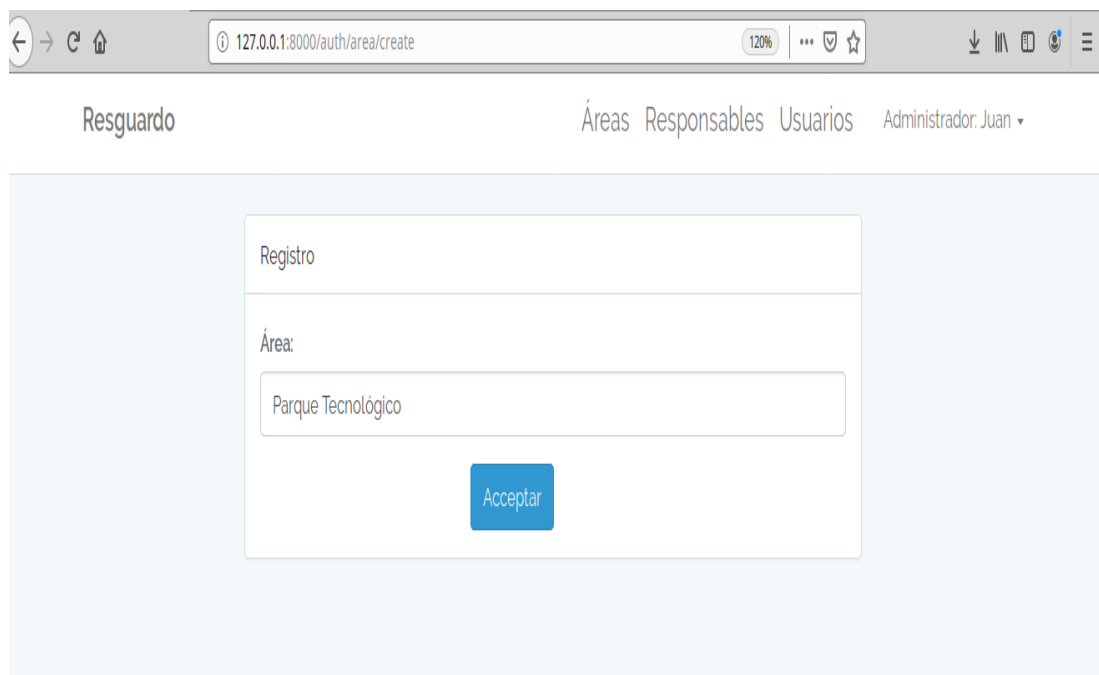 127.0.0.1:8000/auth/area/create 120%
Resguardo Áreas Responsables Usuarios Administrador: Juan
Registro
Área:
Parque Tecnológico
Acceptar